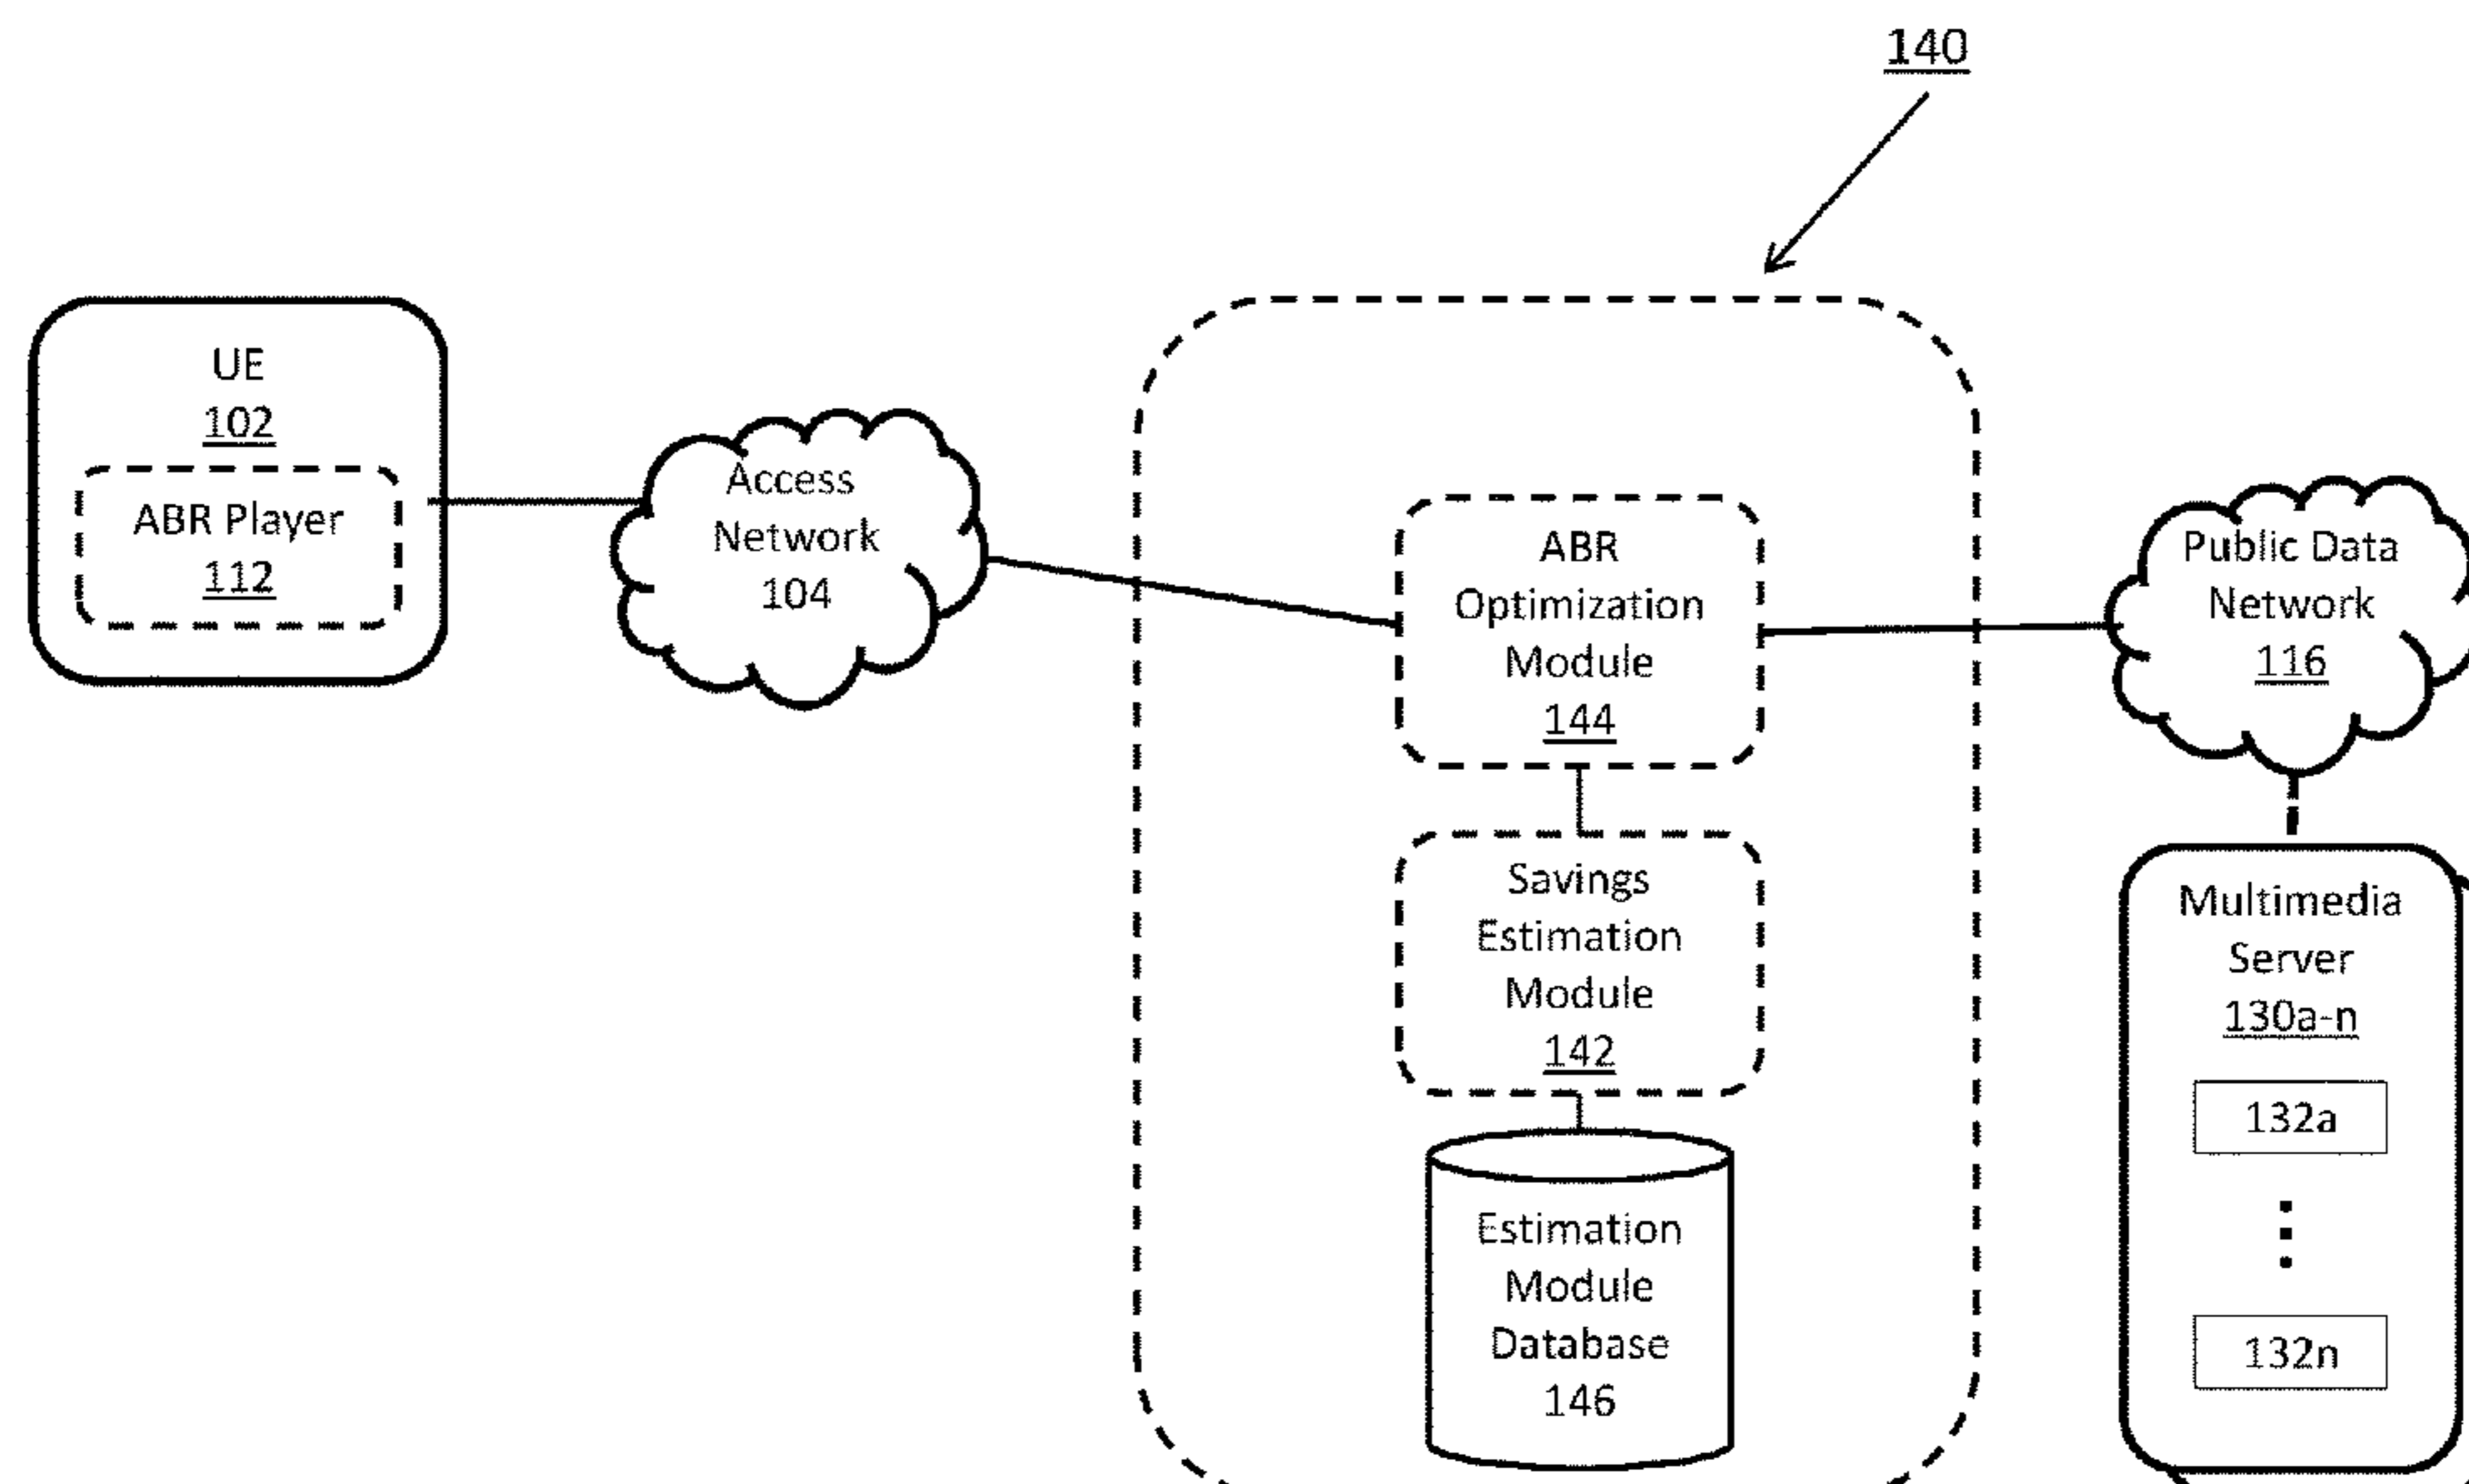 140
UE
102
ABR Player
112
Access
Network
104
ABR
Optimization
Module
144
Savings
Estimation
Module
142
Estimation
Module
Database
146
Public Data
Network
116
Multimedia
Server
130a-n
132a
132n